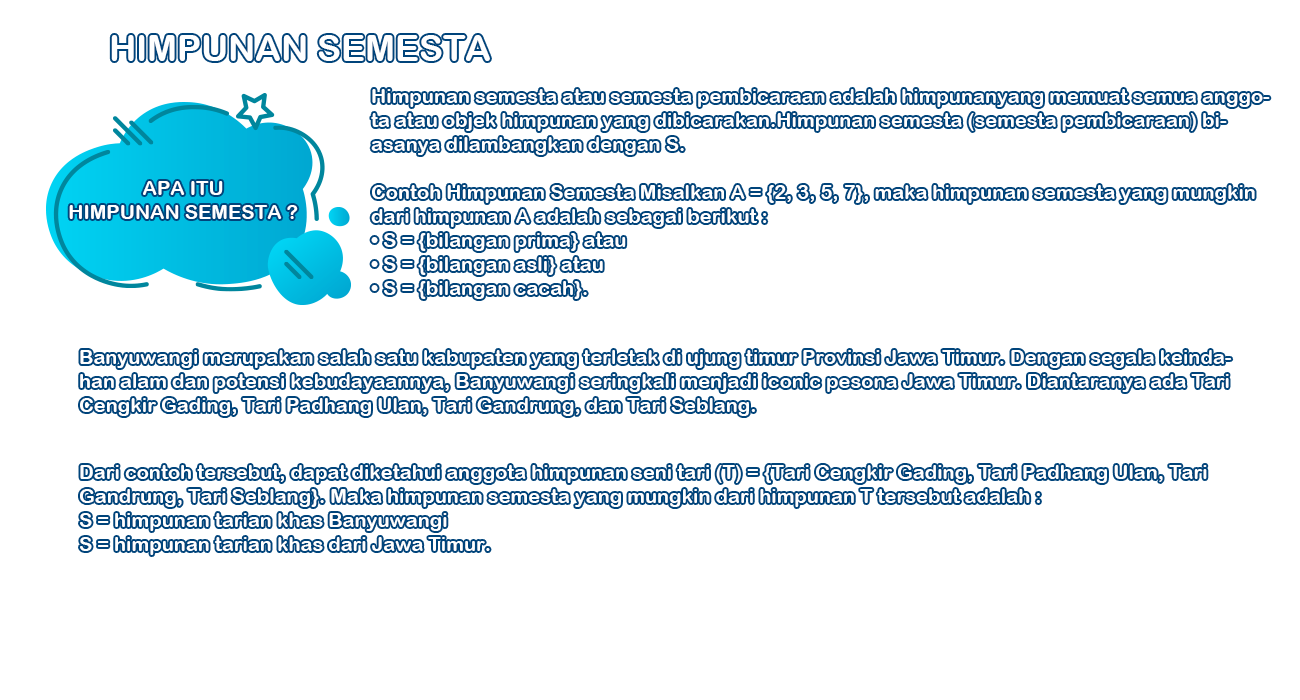 HIMPUNAN SEMESTA
APA ITU
HIMPUNAN SEMESTA ?
Himpunan semesta atau semesta pembicaraan adalah himpunanyang memuat semua anggo-
ta atau objek himpunan yang dibicarakan.Himpunan semesta (semesta pembicaraan) bi-
asanya dilambangkan dengan S.
Contoh Himpunan Semesta Misalkan A = {2, 3, 5, 7}, maka himpunan semesta yang mungkin
dari himpunan A adalah sebagai berikut :
• S = {bilangan prima} atau
• S = {bilangan asli} atau
• S = {bilangan cacah}.
Banyuwangi merupakan salah satu kabupaten yang terletak di ujung timur Provinsi Jawa Timur. Dengan segala keinda-
han alam dan potensi kebudayaannya, Banyuwangi seringkali menjadi iconic pesona Jawa Timur. Diantaranya ada Tari
Cengkir Gading, Tari Padhang Ulan, Tari Gandrung, dan Tari Seblang.
Dari contoh tersebut, dapat diketahui anggota himpunan seni tari (T) = {Tari Cengkir Gading, Tari Padhang Ulan, Tari
Gandrung, Tari Seblang}. Maka himpunan semesta yang mungkin dari himpunan T tersebut adalah :
S = himpunan tarian khas Banyuwangi
S = himpunan tarian khas dari Jawa Timur.